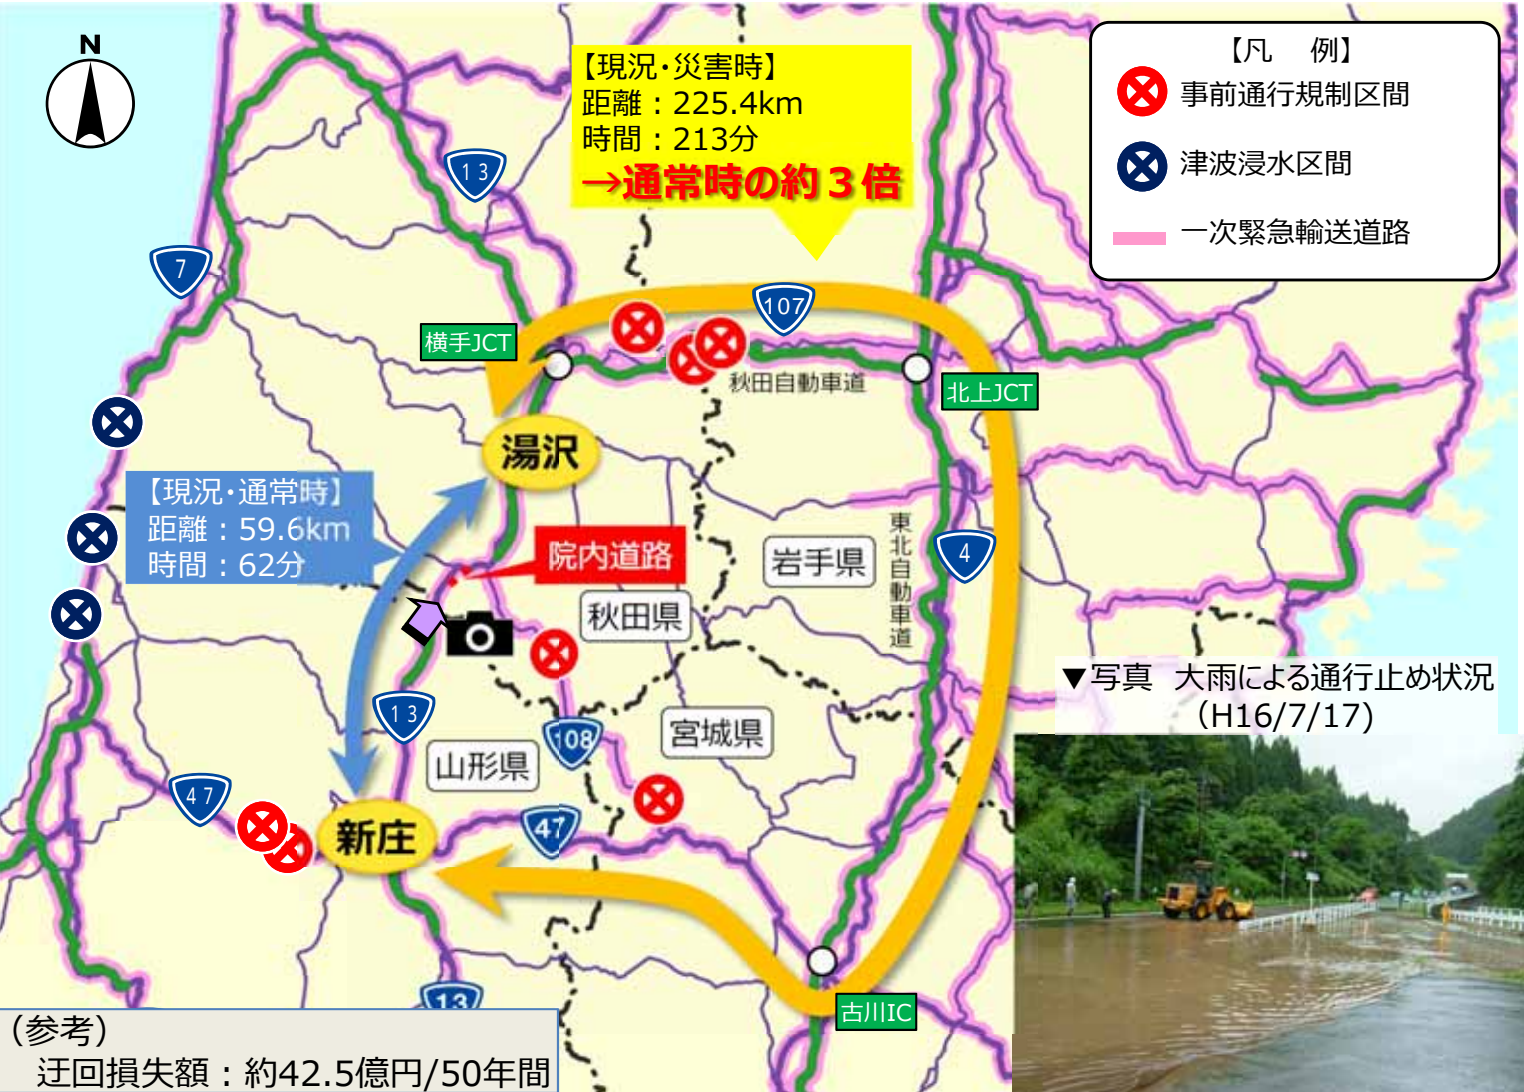 N
【現況・災害時】
距離：225.4km
時間：213分
→通常時の約３倍
【凡　例】
事前通行規制区間
津波浸水区間
一次緊急輸送道路
13
7
107
横手JCT
秋田自動車道
北上JCT
湯沢
【現況・通常時】
距離：59.6km
時間：62分
院内道路
岩手県
東北自動車道
4
秋田県
▼写真　大雨による通行止め状況
（H16/7/17)
13
108
宮城県
山形県
47
新庄
47
13
古川IC
（参考）
迂回損失額：約42.5億円/50年間